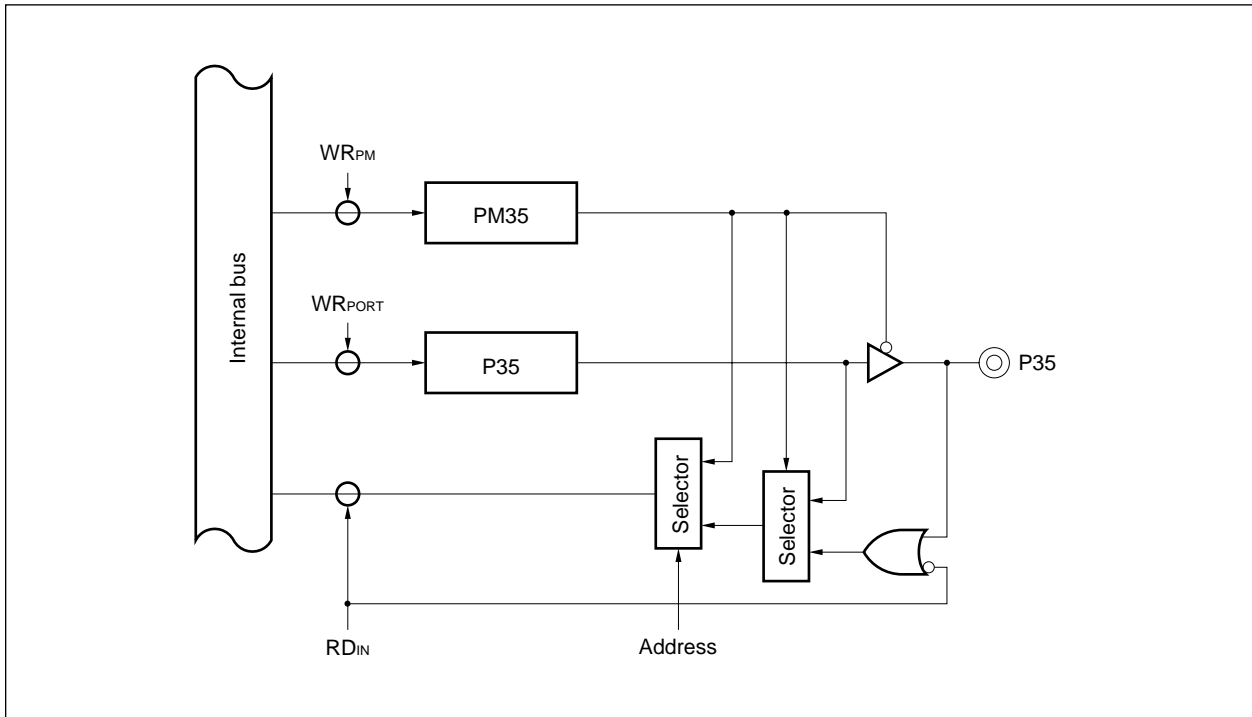 Internal bus
WRPM
PM35
WRPORT
P35
P35
Selector
Selector
RDIN
Address